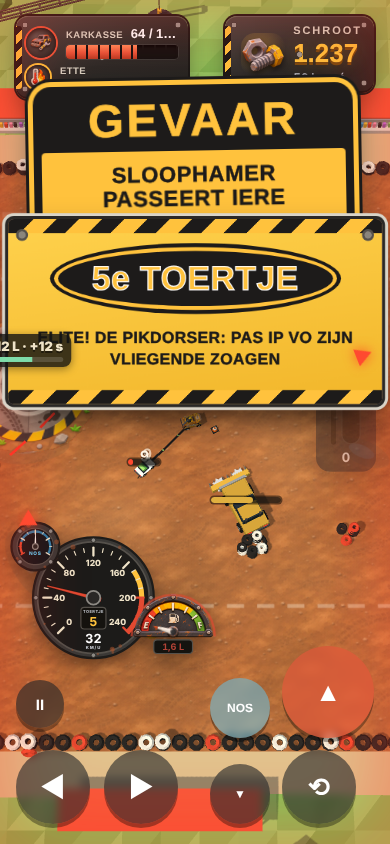 KARKASSE 64 / 1...
ETTE
SCHROOT
1.237
GEVAAR
SLOOPHAMER
PASSEERT IERE
5e TOERTJE
ELITE! DE PIKDORSER: PAS IP VO ZIJN
VLIEGENDE ZOAGEN
12 L · +12 s
0
NOS
0 40 80 120 160 200 240
TOERTJE
5
32
KM/U
E F
1,6 L
NOS